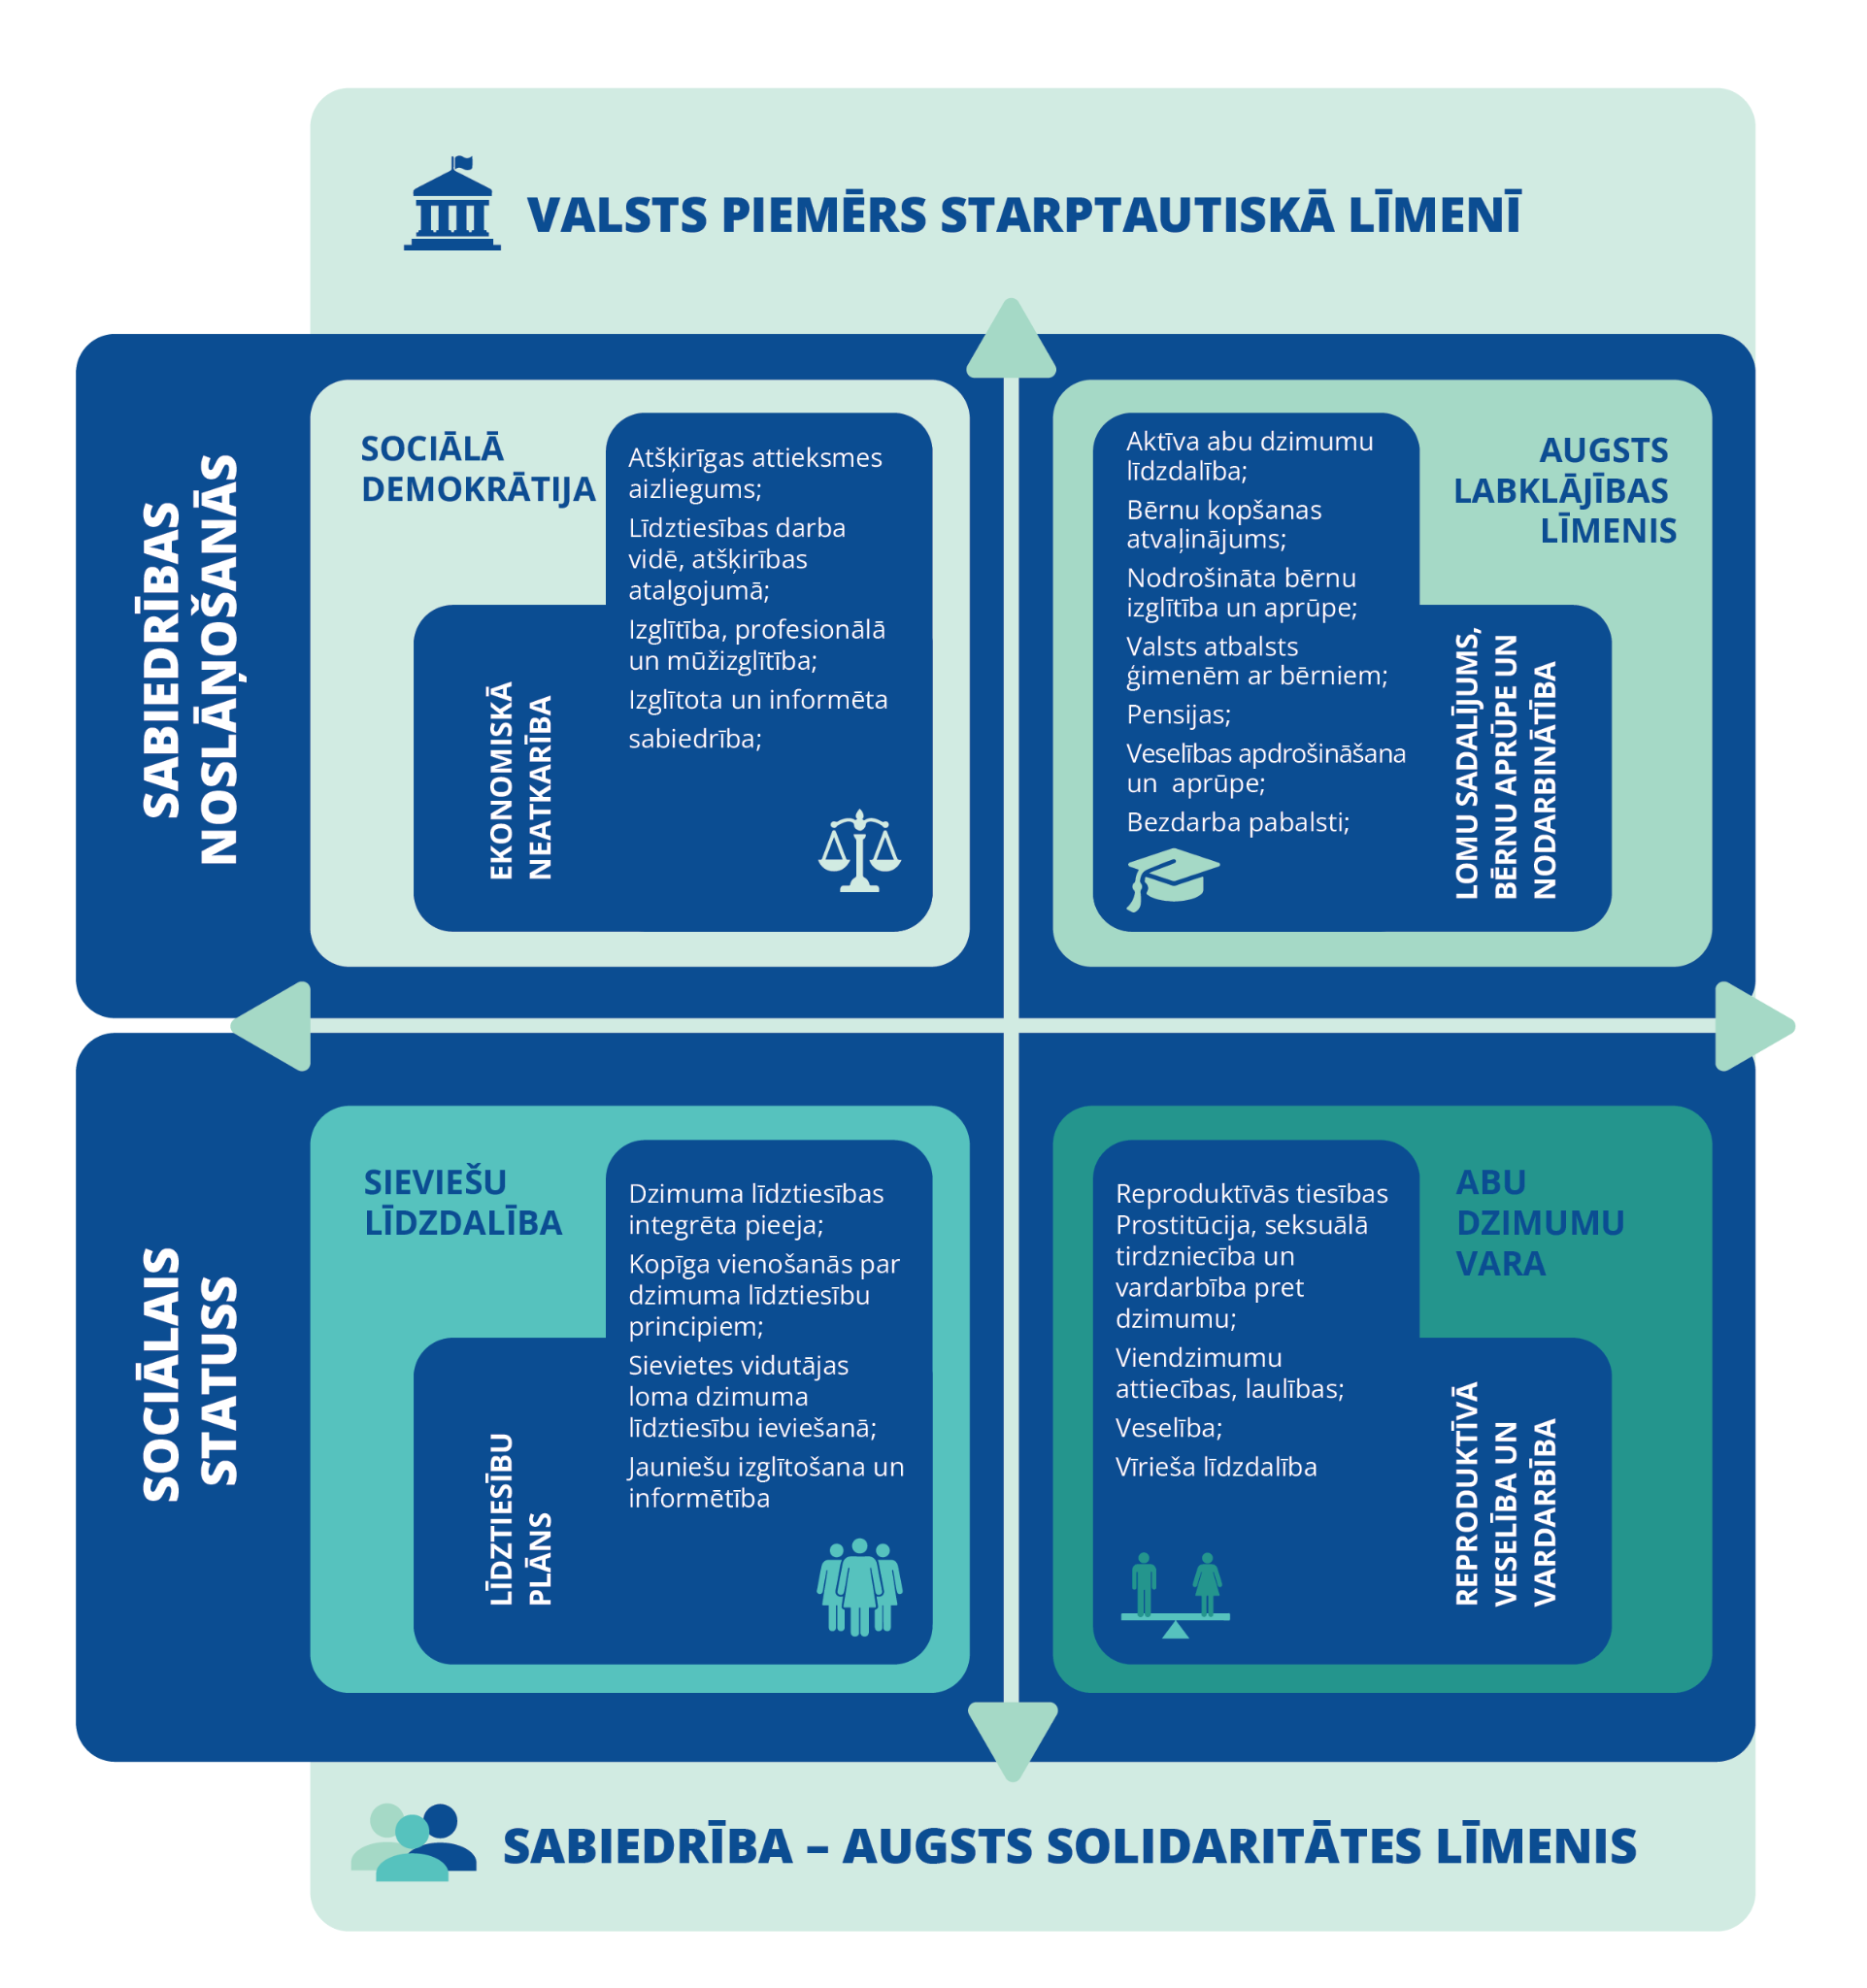 VALSTS PIEMĒRS STARPTAUTISKĀ LĪMENĪ
SABIEDRĪBAS
NOSLĀŅOŠANĀS
SOCIĀLĀ
DEMOKRĀTIJA
Atšķirīgas attieksmes
aizliegums;
Līdztiesības darba
vidē, atšķirības
atalgojumā;
Izglītība, profesionālā
un mūžizglītība;
Izglītota un informēta
sabiedrība;
EKONOMISKĀ
NEATKARĪBA
Aktīva abu dzimumu
līdzdalība;
Bērnu kopšanas
atvaļinājums;
Nodrošināta bērnu
izglītība un aprūpe;
Valsts atbalsts
ģimenēm ar bērniem;
Pensijas;
Veselības apdrošināšana
un aprūpe;
Bezdarba pabalsti;
AUGSTS
LABKLĀJĪBAS
LĪMENIS
LOMU SADALĪJUMS,
BĒRNU APRŪPE UN
NODARBINĀTĪBA
SOCIĀLAIS
STATUSS
SIEVIEŠU
LĪDZDALĪBA
Dzimuma līdztiesības
integrēta pieeja;
Kopīga vienošanās par
dzimuma līdztiesību
principiem;
Sievietes vidutājas
loma dzimuma
līdztiesību ieviešanā;
Jauniešu izglītošana un
informētība
LĪDZTIESĪBU
PLĀNS
Reproduktīvās tiesības
Prostitūcija, seksuālā
tirdzniecība un
vardarbība pret
dzimumu;
Viendzimumu
attiecības, laulības;
Veselība;
Vīrieša līdzdalība
ABU
DZIMUMU
VARA
REPRODUKTĪVĀ
VESELĪBA UN
VARDARBĪBA
SABIEDRĪBA – AUGSTS SOLIDARITĀTES LĪMENIS